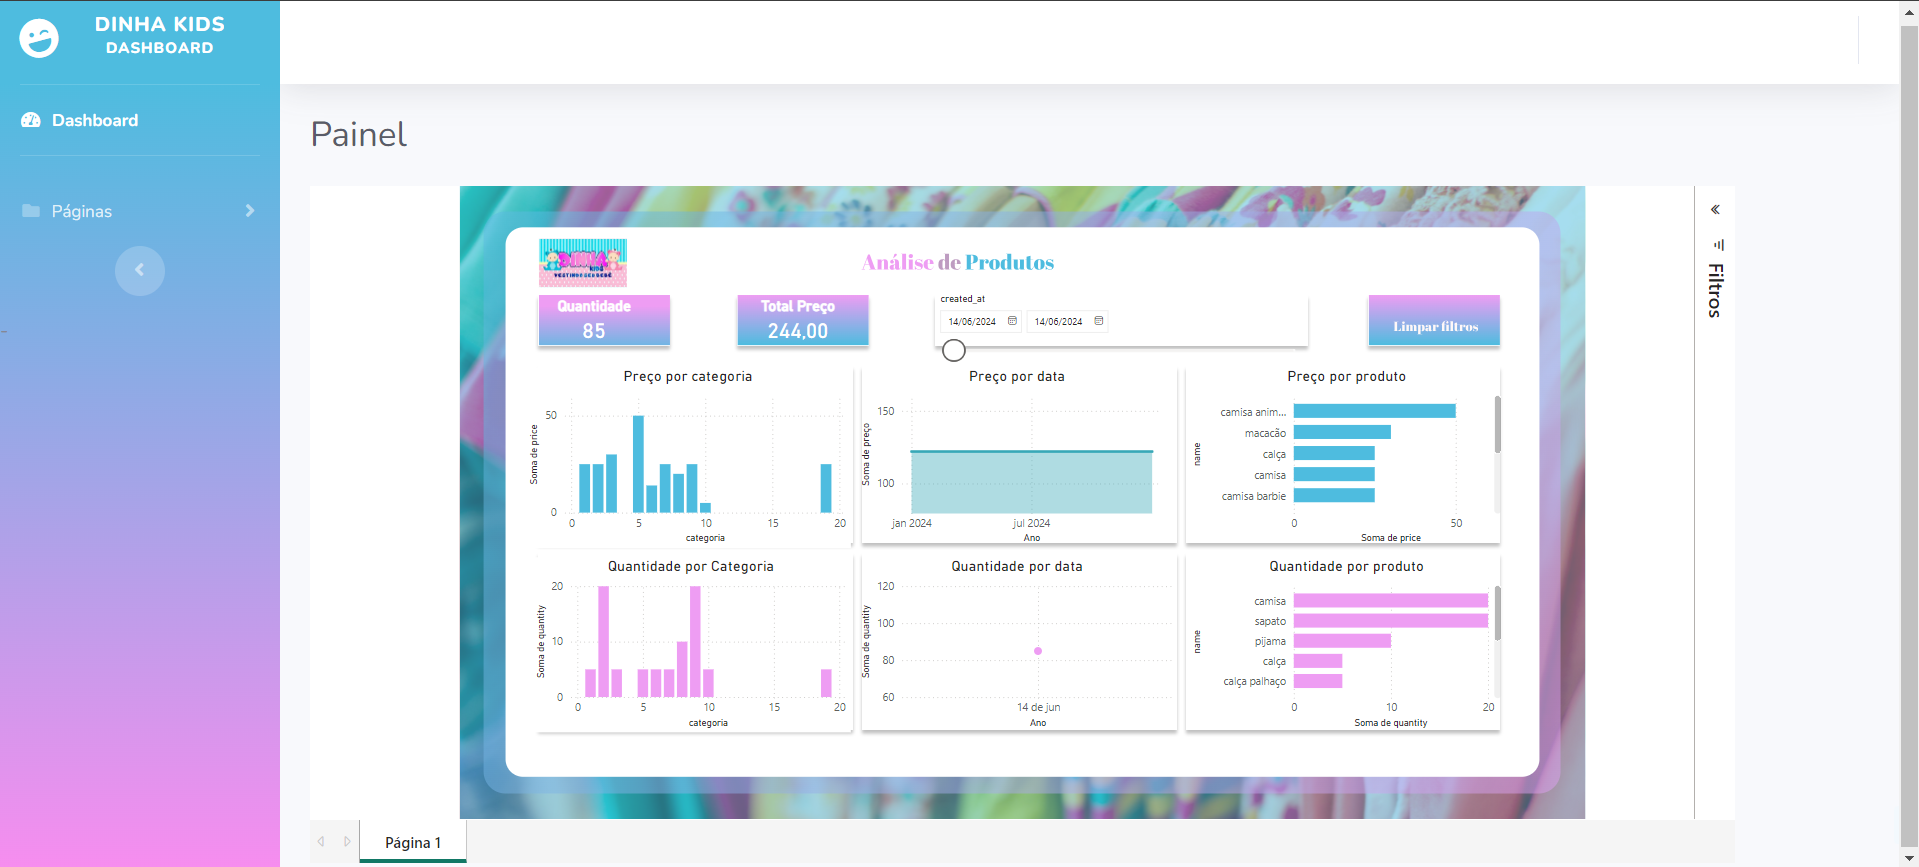 DINHA KIDS
DASHBOARD
Dashboard
Páginas
Painel
DINHA
KIDS
VESTINDO SEU BEBÊ
Análise de Produtos
Quantidade
85
Total Preço
244,00
created_at
14/06/2024
14/06/2024
Limpar filtros
Preço por categoria
Soma de price
50
0
0 5 10 15 20
categoria
Preço por data
Soma de preço
150
100
jan 2024 jul 2024
Ano
Preço por produto
name
camisa anim...
macacão
calça
camisa
camisa barbie
0 50
Soma de price
Quantidade por Categoria
Soma de quantity
20
10
0
0 5 10 15 20
categoria
Quantidade por data
Soma de quantity
120
100
80
60
14 de jun
Ano
Quantidade por produto
name
camisa
sapato
pijama
calça
calça palhaço
0 10 20
Soma de quantity
Filtros
Página 1